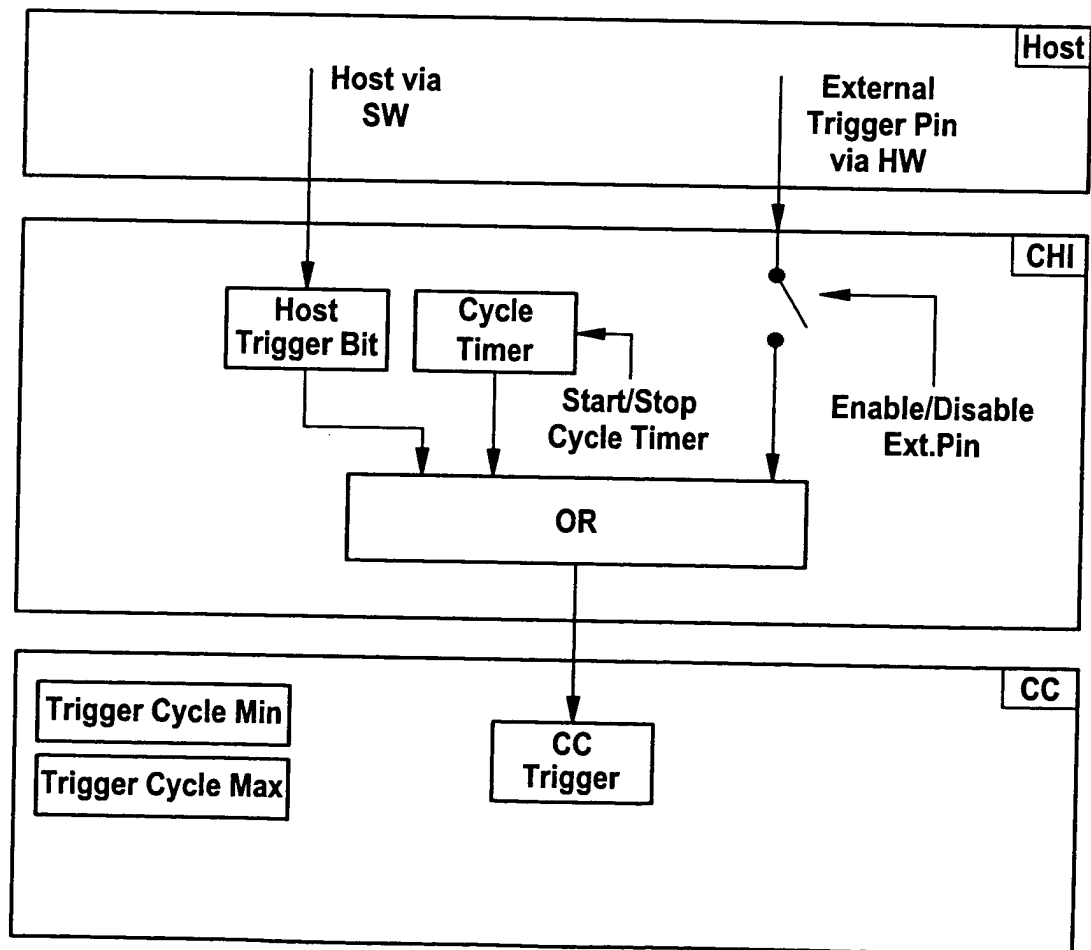 Host
Host via
SW
External
Trigger Pin
via HW
CHI
Host
Trigger Bit
Cycle
Timer
Start/Stop
Cycle Timer
Enable/Disable
Ext.Pin
OR
CC
Trigger Cycle Min
Trigger Cycle Max
CC
Trigger